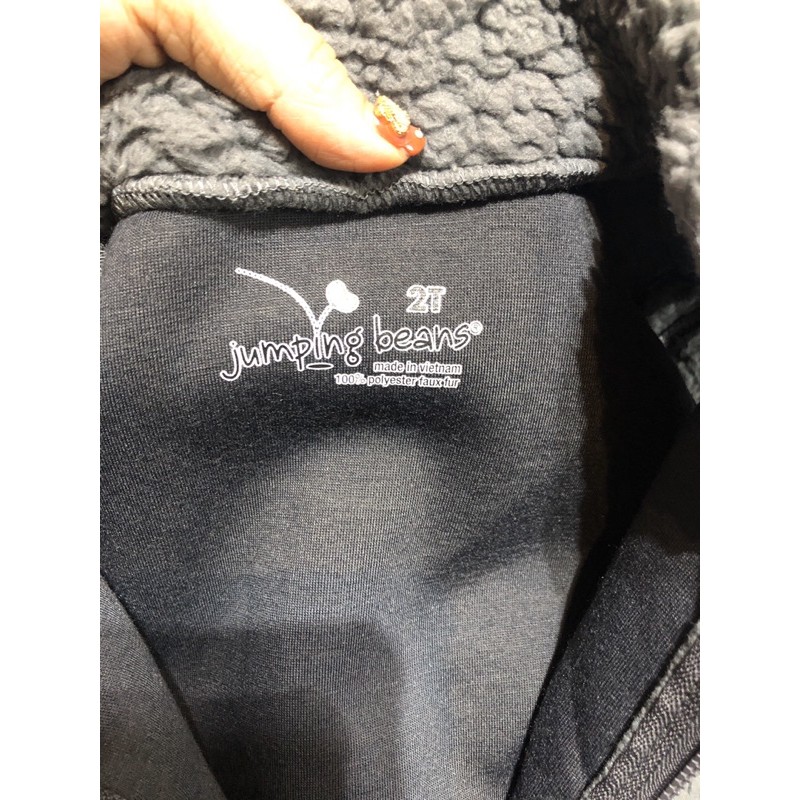 2T
jumping beans®
made in vietnam
100% polyester faux fur